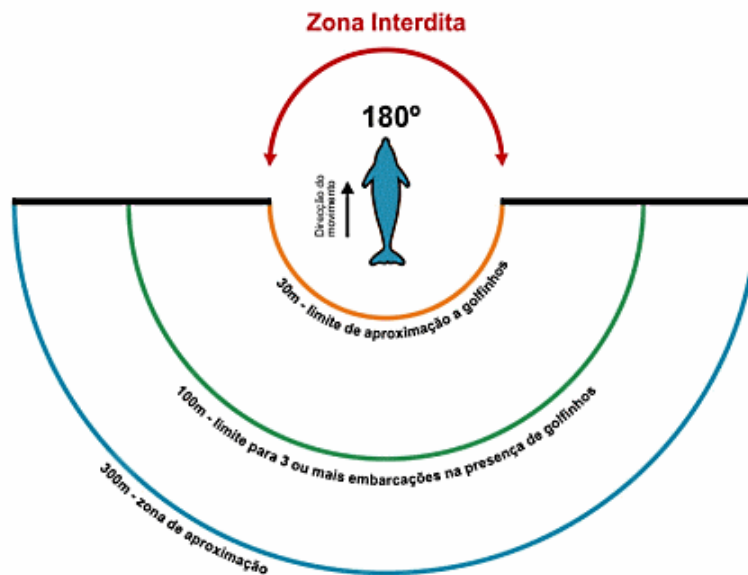 Zona Interdita
180º
Direcção do
movimento
30m - limite de aproximação a golfinhos
100m - limite para 3 ou mais embarcações na presença de golfinhos
300m - zona de aproximação